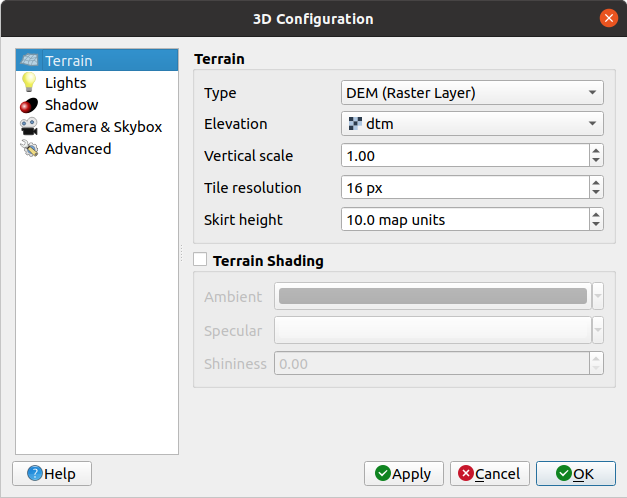 3D Configuration
Terrain
Lights
Shadow
Camera & Skybox
Advanced
Terrain
Type DEM (Raster Layer)
Elevation dtm
Vertical scale 1.00
Tile resolution 16 px
Skirt height 10.0 map units
Terrain Shading
Ambient
Specular
Shininess 0.00
Help Apply Cancel OK